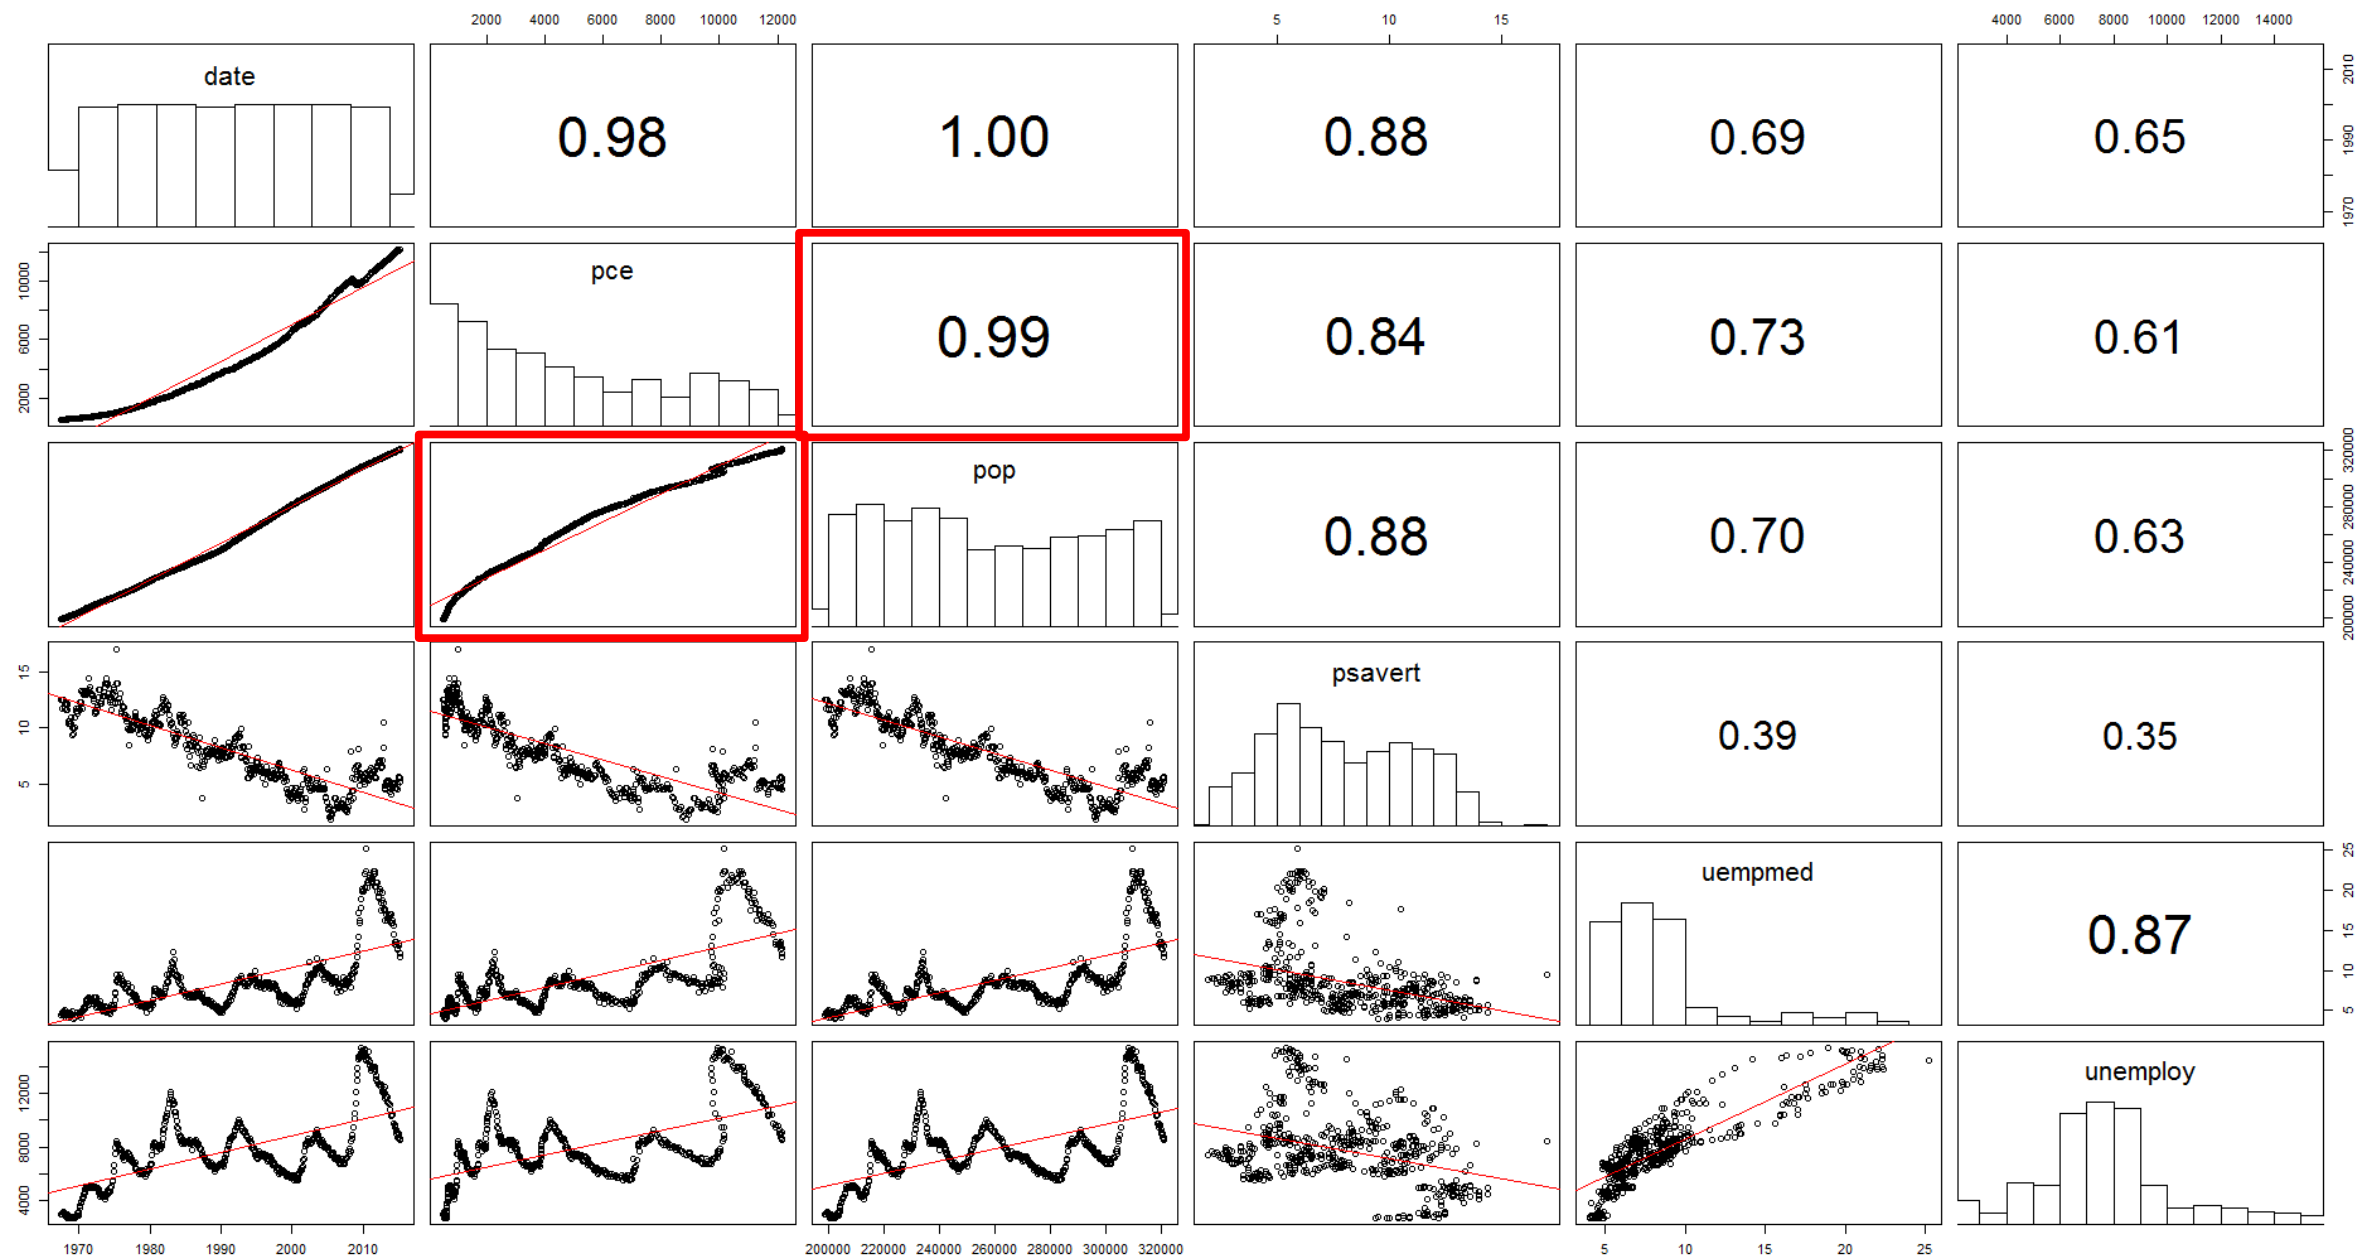 2000 4000 6000 8000 10000 12000 5 10 15 4000 6000 8000 10000 12000 14000
date 0.98 1.00 0.88 0.69 0.65 1970 1990 2010
2000 6000 10000 pce 0.99 0.84 0.73 0.61
pop 0.88 0.70 0.63 200000 240000 280000 320000
5 10 15 psavert 0.39 0.35
uempmed 0.87 5 10 15 20 25
4000 8000 12000 unemploy
1970 1980 1990 2000 2010 200000 220000 240000 260000 280000 300000 320000 5 10 15 20 25